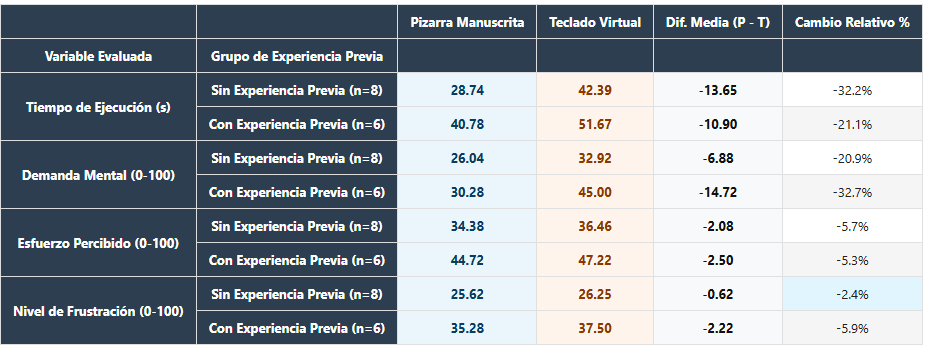 Pizarra Manuscrita Teclado Virtual Dif. Media (P - T) Cambio Relativo %
Variable Evaluada Grupo de Experiencia Previa
Tiempo de Ejecución (s) Sin Experiencia Previa (n=8) 28.74 42.39 -13.65 -32.2%
Con Experiencia Previa (n=6) 40.78 51.67 -10.90 -21.1%
Demanda Mental (0-100) Sin Experiencia Previa (n=8) 26.04 32.92 -6.88 -20.9%
Con Experiencia Previa (n=6) 30.28 45.00 -14.72 -32.7%
Esfuerzo Percibido (0-100) Sin Experiencia Previa (n=8) 34.38 36.46 -2.08 -5.7%
Con Experiencia Previa (n=6) 44.72 47.22 -2.50 -5.3%
Nivel de Frustración (0-100) Sin Experiencia Previa (n=8) 25.62 26.25 -0.62 -2.4%
Con Experiencia Previa (n=6) 35.28 37.50 -2.22 -5.9%